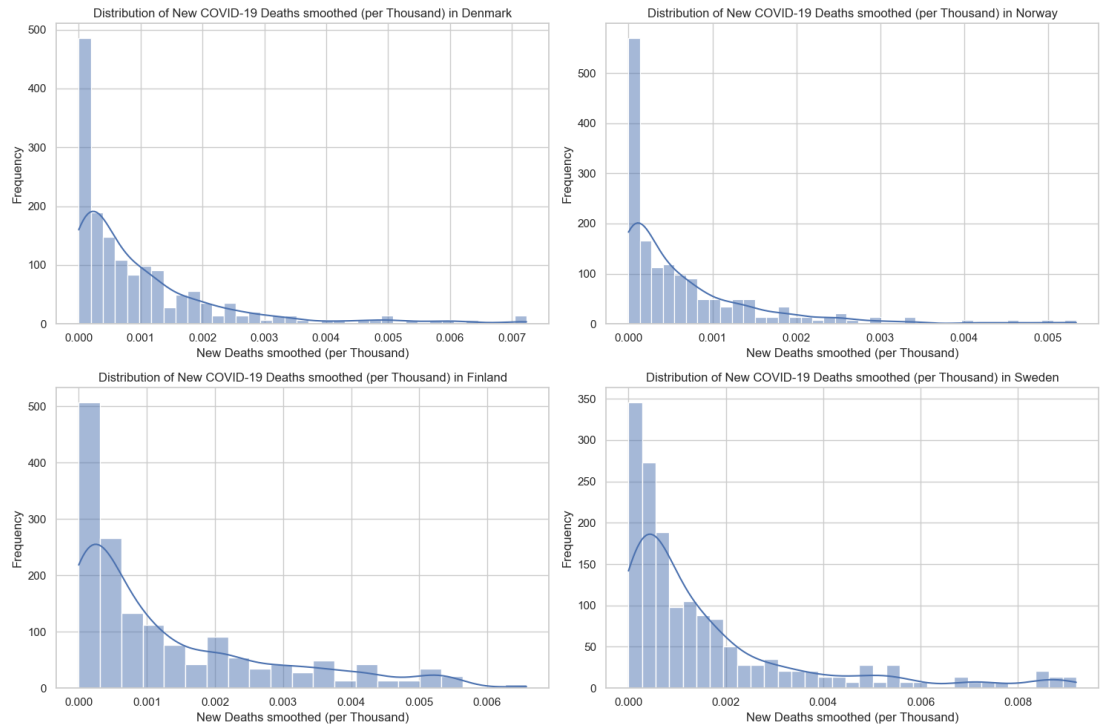 Distribution of New COVID-19 Deaths smoothed (per Thousand) in Denmark
500
400
300
200
100
0
Frequency
0.000 0.001 0.002 0.003 0.004 0.005 0.006 0.007
New Deaths smoothed (per Thousand)
Distribution of New COVID-19 Deaths smoothed (per Thousand) in Norway
500
400
300
200
100
0
Frequency
0.000 0.001 0.002 0.003 0.004 0.005
New Deaths smoothed (per Thousand)
Distribution of New COVID-19 Deaths smoothed (per Thousand) in Finland
500
400
300
200
100
0
Frequency
0.000 0.001 0.002 0.003 0.004 0.005 0.006
New Deaths smoothed (per Thousand)
Distribution of New COVID-19 Deaths smoothed (per Thousand) in Sweden
350
300
250
200
150
100
50
0
Frequency
0.000 0.002 0.004 0.006 0.008
New Deaths smoothed (per Thousand)